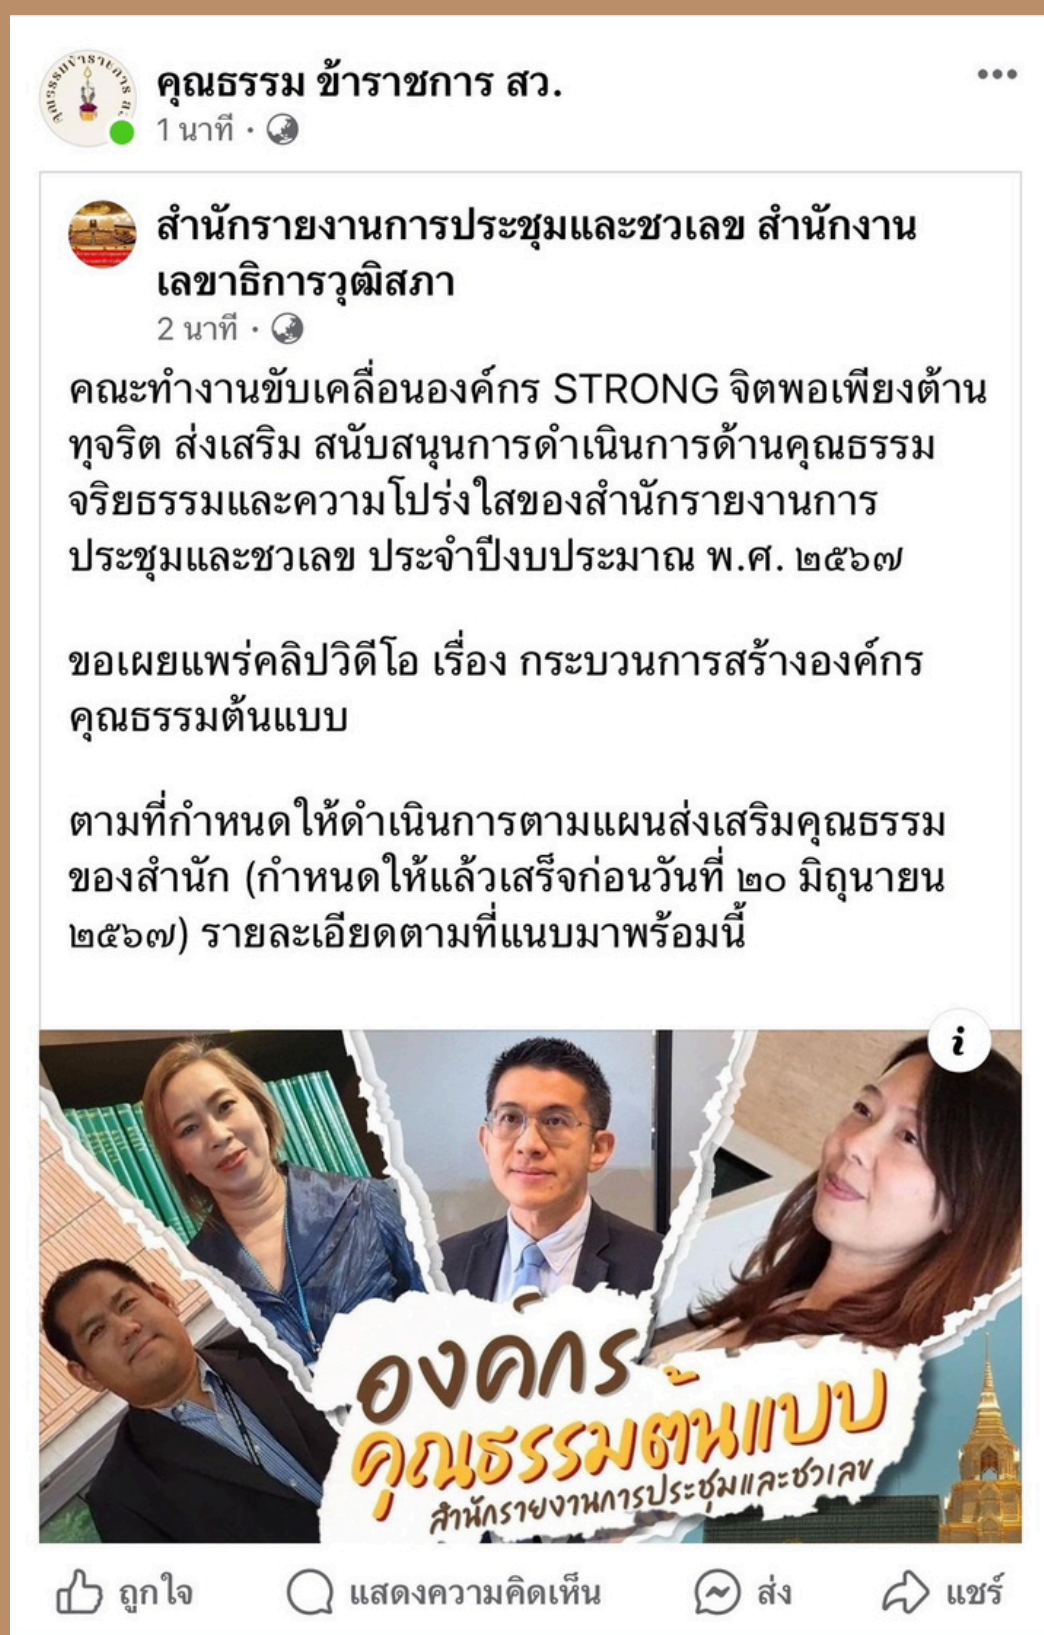 คุณธรรมข้าราชการ สว.
คุณธรรม ข้าราชการ สว.
1 นาที ·
สำนักรายงานการประชุมและชวเลข สำนักงาน
เลขาธิการวุฒิสภา
2 นาที ·
คณะทำงานขับเคลื่อนองค์กร STRONG จิตพอเพียงต้าน
ทุจริต ส่งเสริม สนับสนุนการดำเนินการด้านคุณธรรม
จริยธรรมและความโปร่งใสของสำนักรายงานการ
ประชุมและชวเลข ประจำปีงบประมาณ พ.ศ. ๒๕๖๗
ขอเผยแพร่คลิปวิดีโอ เรื่อง กระบวนการสร้างองค์กร
คุณธรรมต้นแบบ
ตามที่กำหนดให้ดำเนินการตามแผนส่งเสริมคุณธรรม
ของสำนัก (กำหนดให้แล้วเสร็จก่อนวันที่ ๒๐ มิถุนายน
๒๕๖๗) รายละเอียดตามที่แนบมาพร้อมนี้
i
องค์กร
คุณธรรมต้นแบบ
สำนักรายงานการประชุมและชวเลข
ถูกใจ
แสดงความคิดเห็น
ส่ง
แชร์